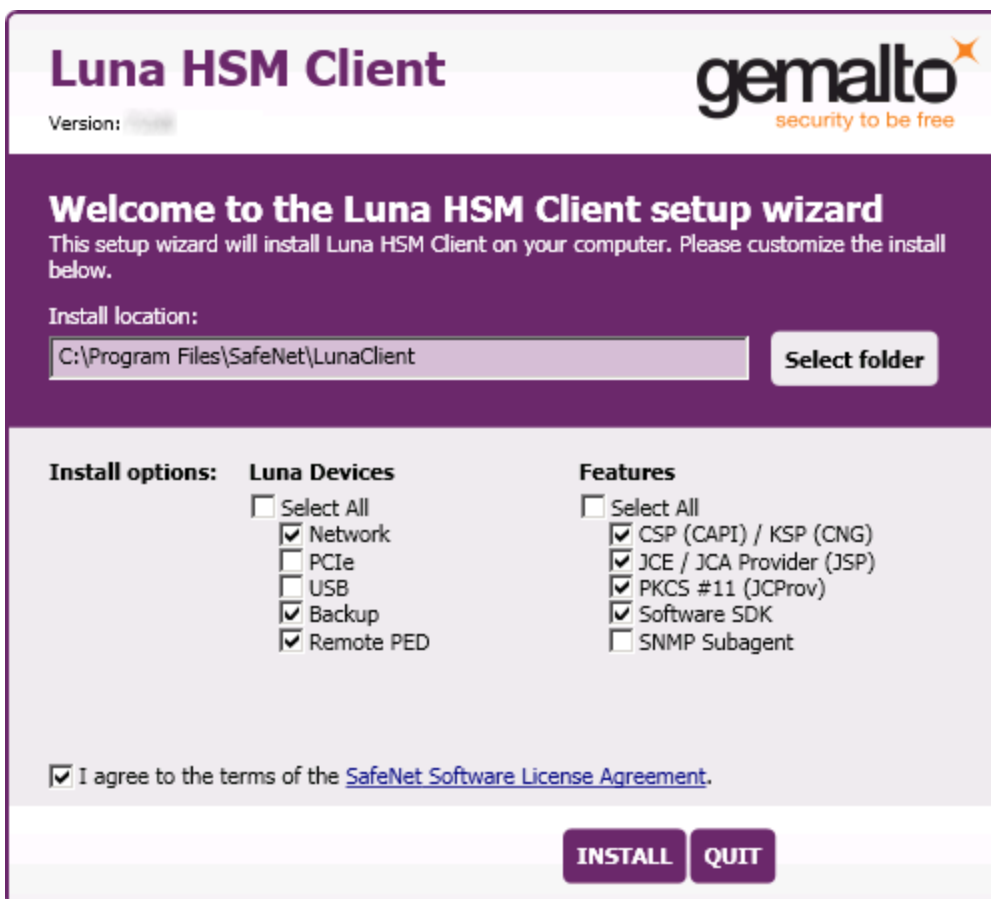 Luna HSM Client
gemalto
security to be free
Version:
Welcome to the Luna HSM Client setup wizard
This setup wizard will install Luna HSM Client on your computer. Please customize the install
below.
Install location:
C:\Program Files\SafeNet\LunaClient
Select folder
Install options:
Luna Devices
Select All
Network
PCIe
USB
Backup
Remote PED
Features
Select All
CSP (CAPI) / KSP (CNG)
JCE / JCA Provider (JSP)
PKCS #11 (JCProv)
Software SDK
SNMP Subagent
I agree to the terms of the SafeNet Software License Agreement.
INSTALL
QUIT